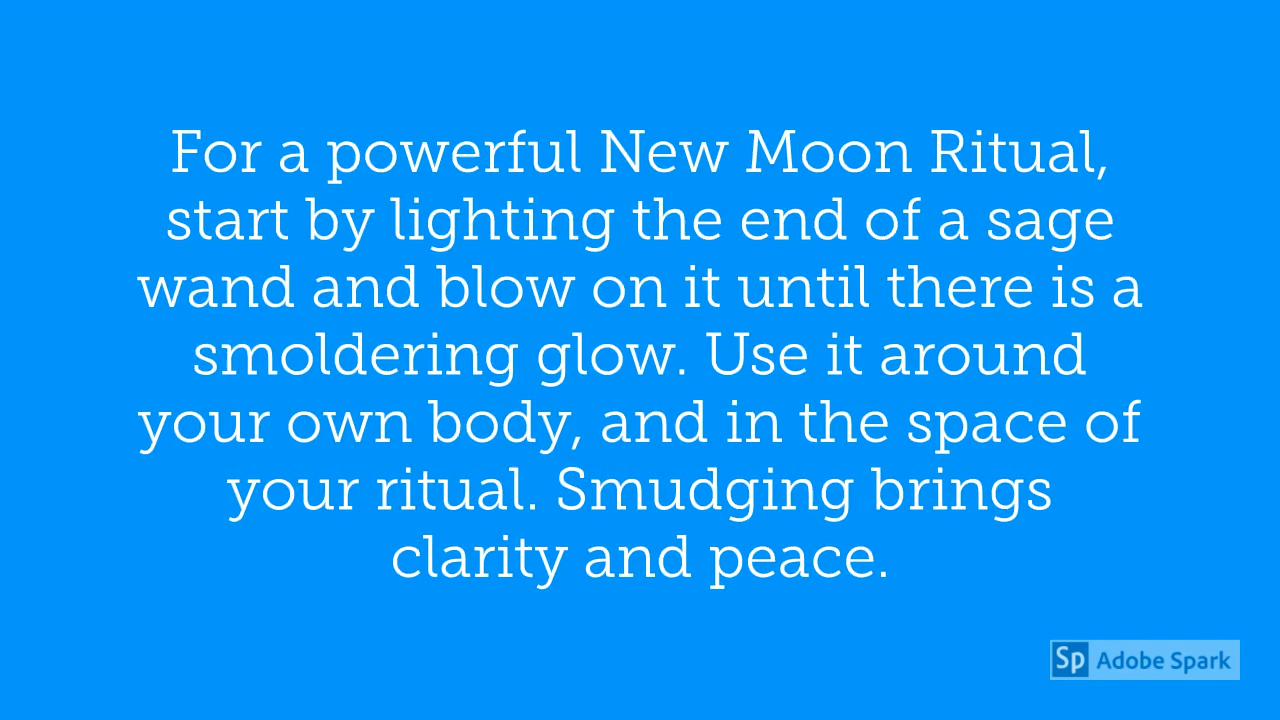 For a powerful New Moon Ritual,
start by lighting the end of a sage
wand and blow on it until there is a
smoldering glow. Use it around
your own body, and in the space of
your ritual. Smudging brings
clarity and peace.
Sp Adobe Spark